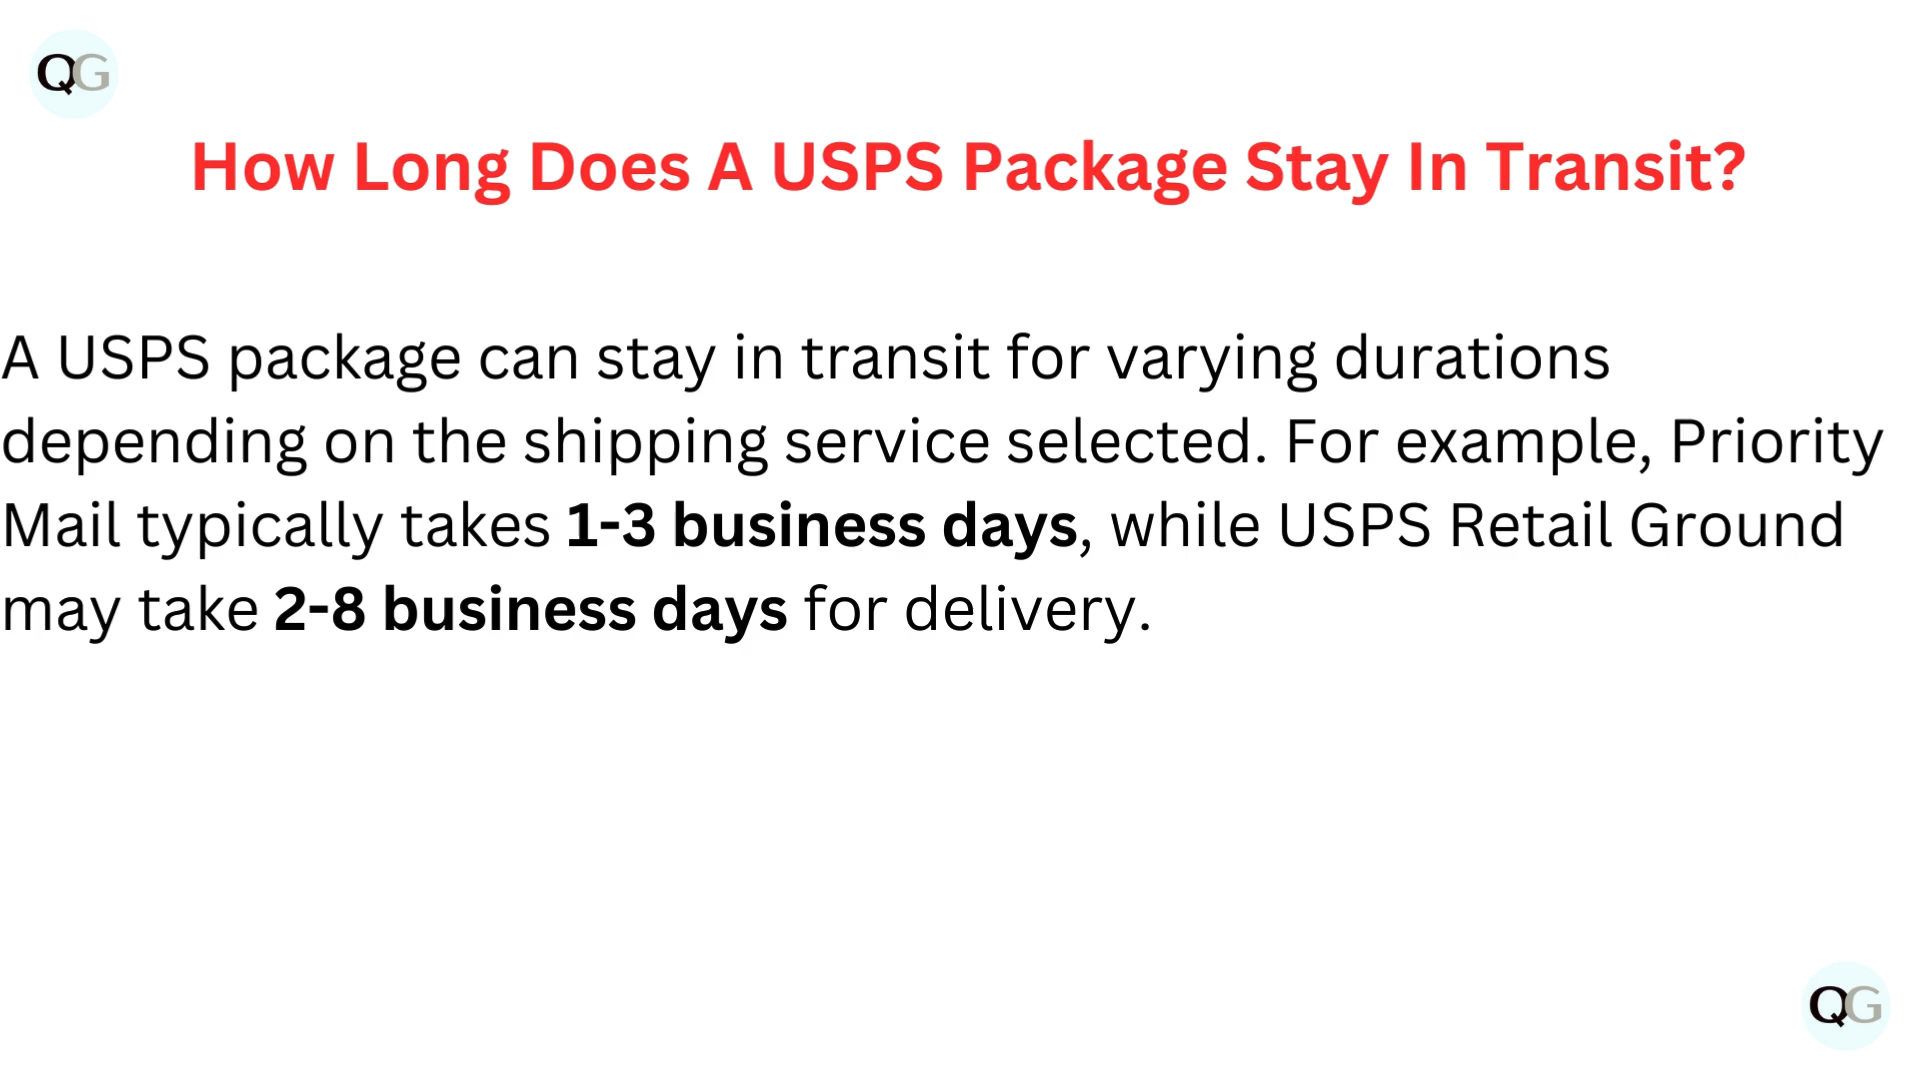 QG
How Long Does A USPS Package Stay In Transit?
A USPS package can stay in transit for varying durations
depending on the shipping service selected. For example, Priority
Mail typically takes 1-3 business days, while USPS Retail Ground
may take 2-8 business days for delivery.
QG